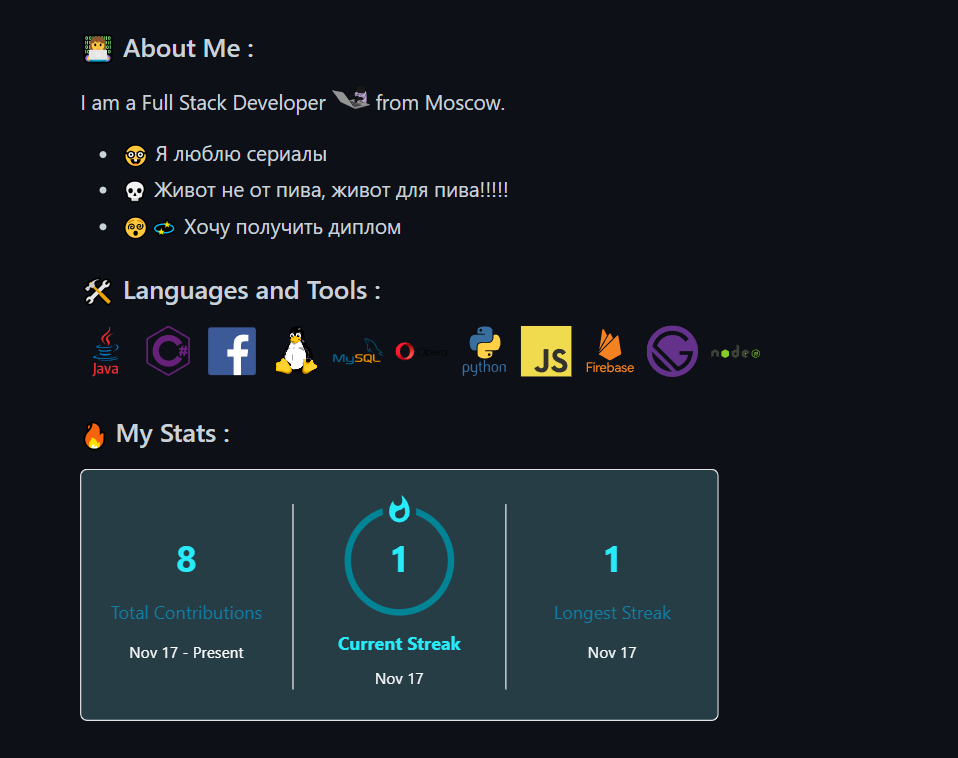 About Me :
I am a Full Stack Developer from Moscow.
Я люблю сериалы
Живот не от пива, живот для пива!!!!!
Хочу получить диплом
Languages and Tools :
Java C# f MySQL Opera python JS Firebase G node
My Stats :
8 1 1
Total Contributions Longest Streak
Current Streak
Nov 17 - Present Nov 17
Nov 17